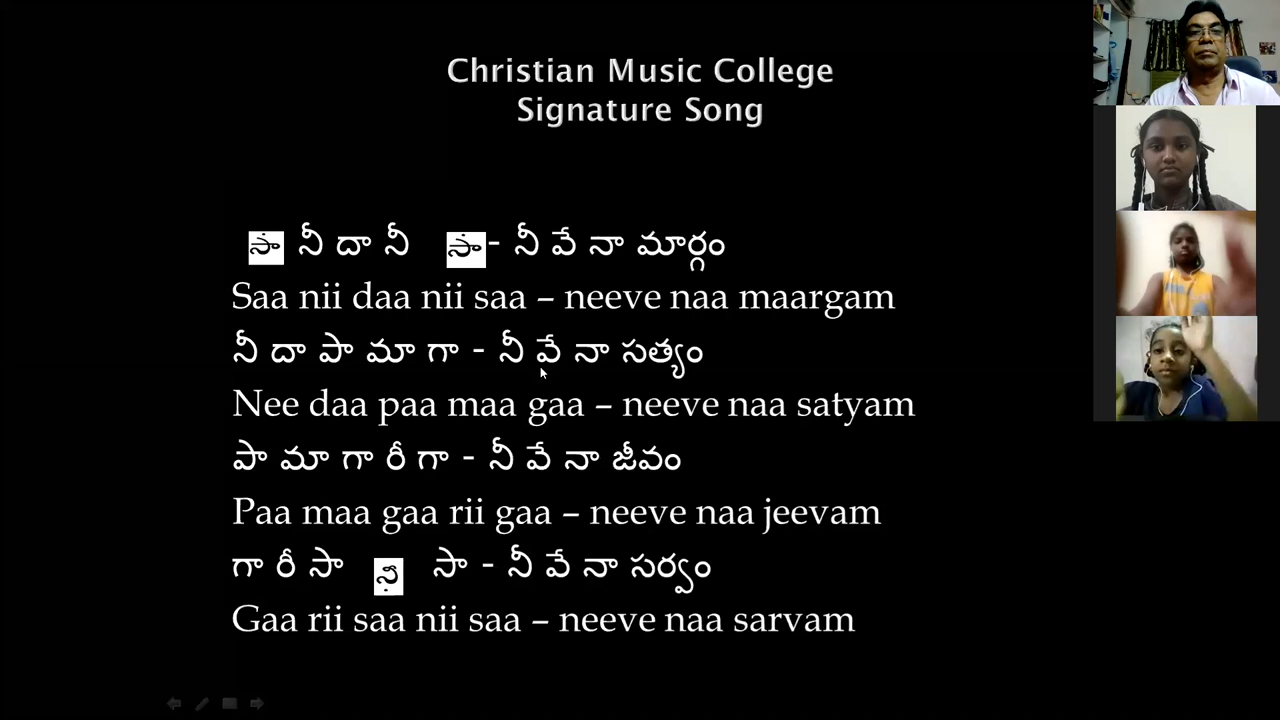 Christian Music College
Signature Song
సా నీ దా నీ సా - నీ వే నా మార్గం
Saa nii daa nii saa – neeve naa maargam
నీ దా పా మా గా - నీ వే నా సత్యం
Nee daa paa maa gaa – neeve naa satyam
పా మా గా రీ గా - నీ వే నా జీవం
Paa maa gaa rii gaa – neeve naa jeevam
గా రీ సా నీ సా - నీ వే నా సర్వం
Gaa rii saa nii saa – neeve naa sarvam